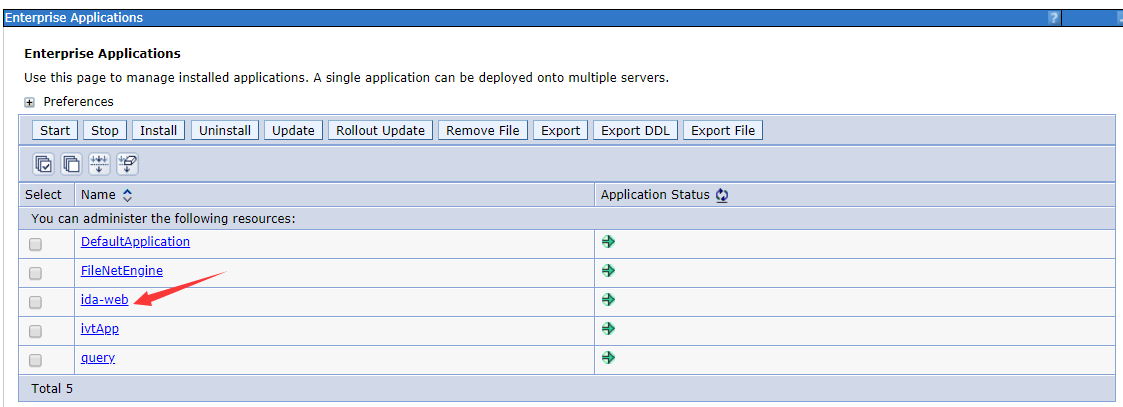 Enterprise Applications ?
Enterprise Applications
Use this page to manage installed applications. A single application can be deployed onto multiple servers.
+ Preferences
Start Stop Install Uninstall Update Rollout Update Remove File Export Export DDL Export File
Select Name Application Status
You can administer the following resources:
DefaultApplication
FileNetEngine
ida-web
ivtApp
query
Total 5